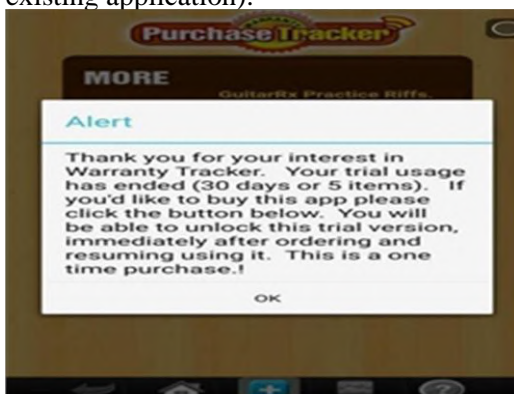 existing application).
Purchase Tracker
MORE
GuitarRx Practice Riffs.
Alert
Thank you for your interest in
Warranty Tracker. Your trial usage
has ended (30 days or 5 items). If
you'd like to buy this app please
click the button below. You will
be able to unlock this trial version,
immediately after ordering and
resuming using it. This is a one
time purchase.!
OK